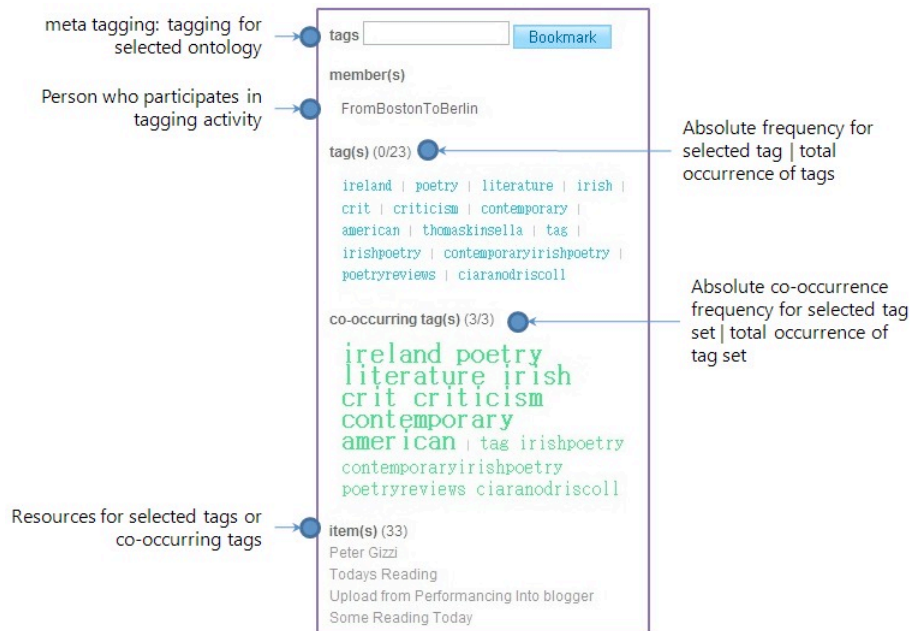 meta tagging: tagging for
selected ontology
tags
Bookmark
member(s)
Person who participates in
tagging activity
FromBostonToBerlin
tag(s) (0/23)
Absolute frequency for
selected tag | total
occurrence of tags
ireland | poetry | literature | irish |
crit | criticism | contemporary |
american | thomaskinsella | tag |
irishpoetry | contemporaryirishpoetry |
poetryreviews | ciaranodriscoll
co-occurring tag(s) (3/3)
Absolute co-occurrence
frequency for selected tag
set | total occurrence of
tag set
ireland poetry
literature irish
crit criticism
contemporary
american | tag irishpoetry
contemporaryirishpoetry
poetryreviews ciaranodriscoll
Resources for selected tags or
co-occurring tags
item(s) (33)
Peter Gizzi
Todays Reading
Upload from Performancing Into blogger
Some Reading Today